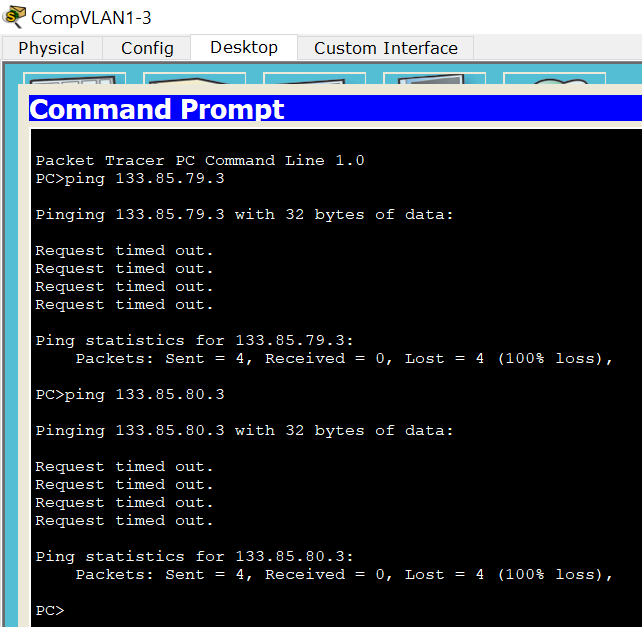 CompVLAN1-3
Physical Config Desktop Custom Interface
Command Prompt
Packet Tracer PC Command Line 1.0
PC>ping 133.85.79.3
Pinging 133.85.79.3 with 32 bytes of data:
Request timed out.
Request timed out.
Request timed out.
Request timed out.
Ping statistics for 133.85.79.3:
Packets: Sent = 4, Received = 0, Lost = 4 (100% loss),
PC>ping 133.85.80.3
Pinging 133.85.80.3 with 32 bytes of data:
Request timed out.
Request timed out.
Request timed out.
Request timed out.
Ping statistics for 133.85.80.3:
Packets: Sent = 4, Received = 0, Lost = 4 (100% loss),
PC>